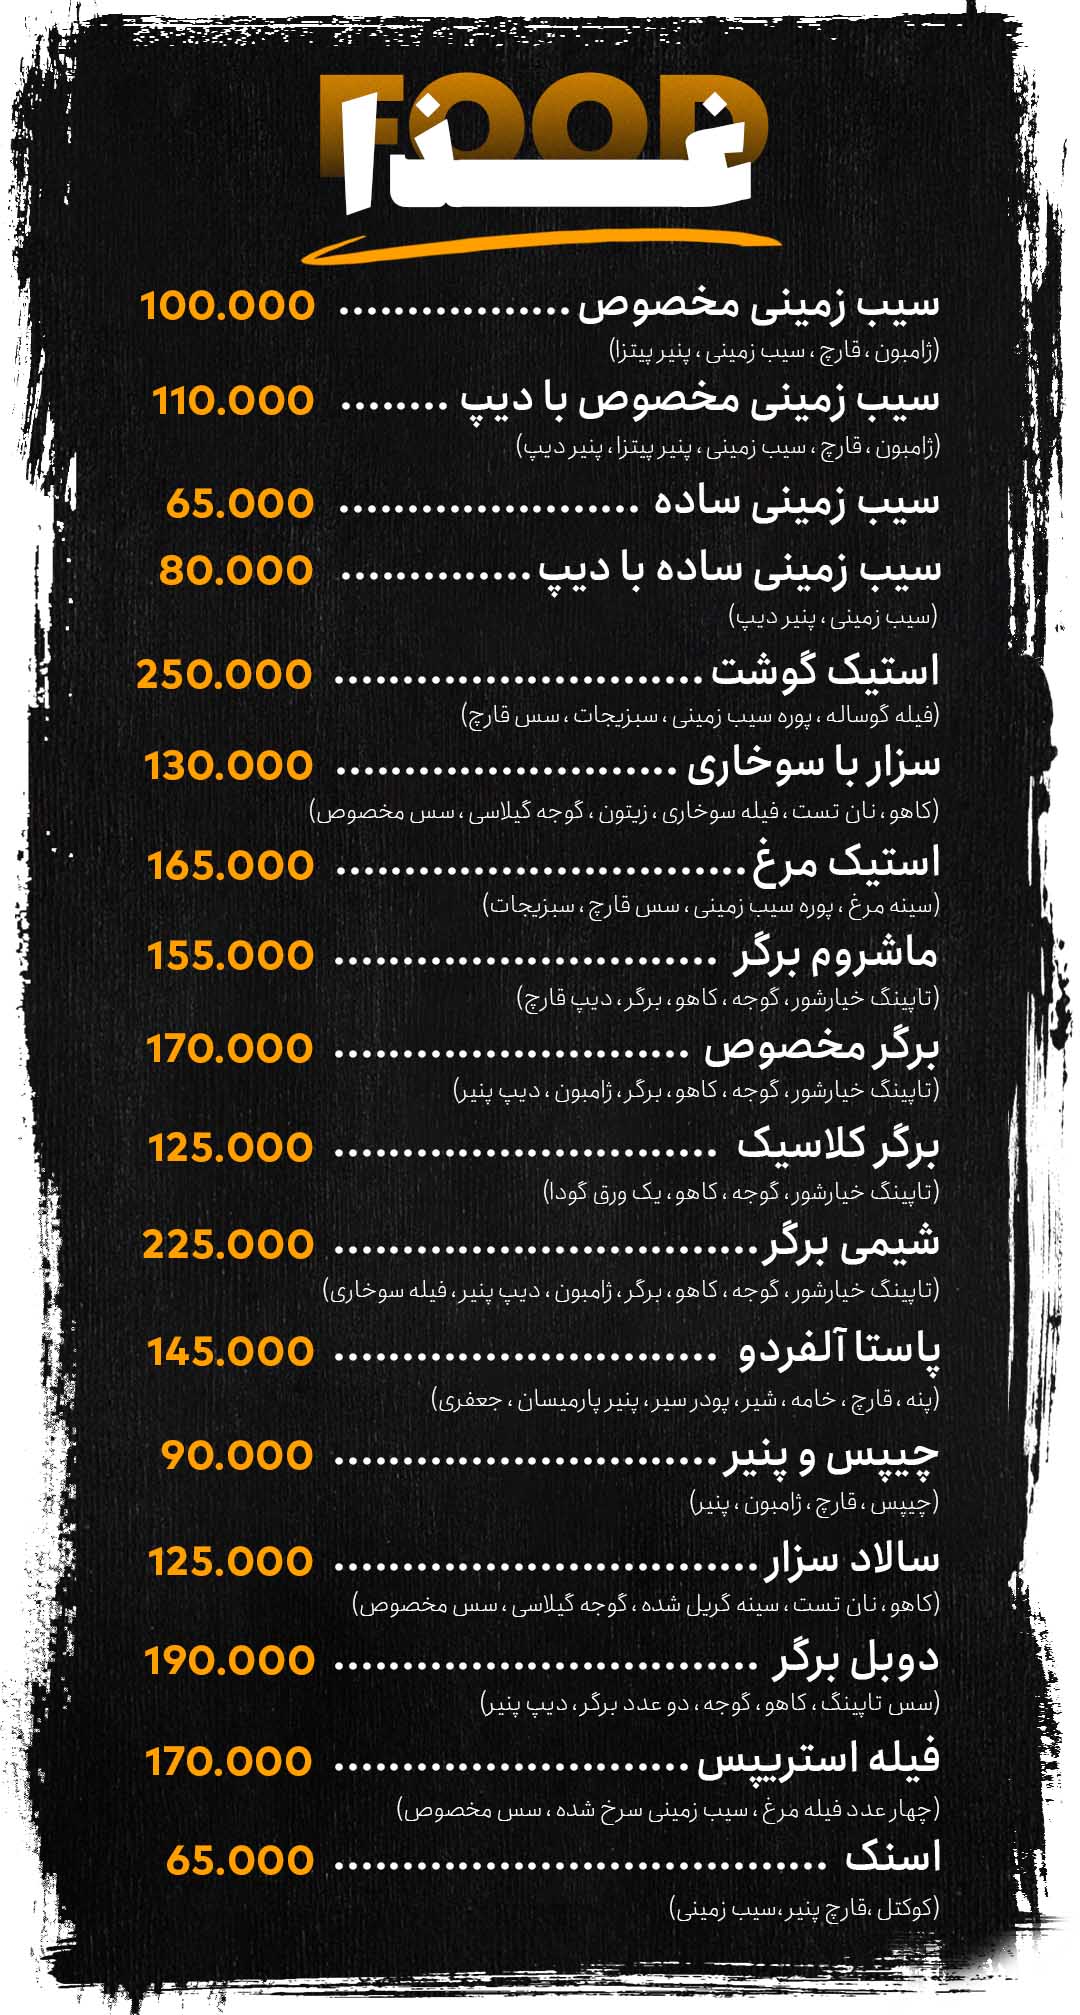 FOOD
غذا
سیب زمینی مخصوص ................. 100.000
(ژامبون ، قارچ ، سیب زمینی ، پنیر پیتزا)
سیب زمینی مخصوص با دیپ ........ 110.000
(ژامبون ، قارچ ، سیب زمینی ، پنیر پیتزا ، پنیر دیپ)
سیب زمینی ساده ...................... 65.000
سیب زمینی ساده با دیپ .............. 80.000
(سیب زمینی ، پنیر دیپ)
استیک گوشت ........................... 250.000
(فیله گوساله ، پوره سیب زمینی ، سبزیجات ، سس قارچ)
سزار با سوخاری ......................... 130.000
(کاهو ، نان تست ، فیله سوخاری ، زیتون ، گوجه گیلاسی ، سس مخصوص)
استیک مرغ .............................. 165.000
(سینه مرغ ، پوره سیب زمینی ، سس قارچ ، سبزیجات)
ماشروم برگر ............................ 155.000
(تاپینگ خیارشور ، گوجه ، کاهو ، برگر ، دیپ قارچ)
برگر مخصوص .......................... 170.000
(تاپینگ خیارشور ، گوجه ، کاهو ، برگر ، ژامبون ، دیپ پنیر)
برگر کلاسیک ............................ 125.000
(تاپینگ خیارشور ، گوجه ، کاهو ، یک ورق گودا)
شیمی برگر ............................... 225.000
(تاپینگ خیارشور ، گوجه ، کاهو ، برگر ، ژامبون ، دیپ پنیر ، فیله سوخاری)
پاستا آلفردو ............................ 145.000
(پنه ، قارچ ، خامه ، شیر ، پودر سیر ، پنیر پارمیسان ، جعفری)
چیپس و پنیر ............................ 90.000
(چیپس ، قارچ ، ژامبون ، پنیر)
سالاد سزار ............................... 125.000
(کاهو ، نان تست ، سینه گریل شده ، گوجه گیلاسی ، سس مخصوص)
دوبل برگر ............................... 190.000
(سس تاپینگ ، کاهو ، گوجه ، دو عدد برگر ، دیپ پنیر)
فیله استریپس .......................... 170.000
(چهار عدد فیله مرغ ، سیب زمینی سرخ شده ، سس مخصوص)
اسنک .................................... 65.000
(کوکتل ،قارچ پنیر ،سیب زمینی)